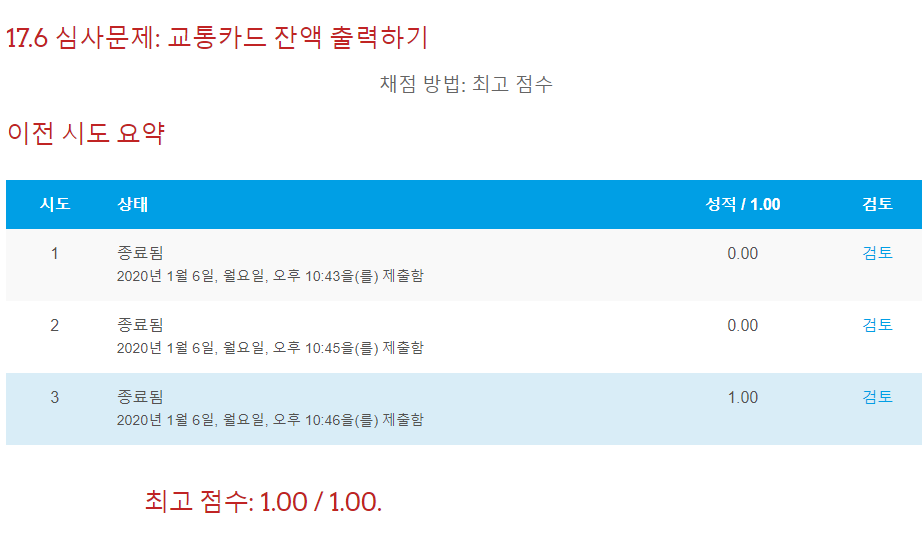 17.6 심사문제: 교통카드 잔액 출력하기
채점 방법: 최고 점수
이전 시도 요약
시도 상태 성적 / 1.00 검토
1 종료됨 0.00 검토
2020년 1월 6일, 월요일, 오후 10:43을(를) 제출함
2 종료됨 0.00 검토
2020년 1월 6일, 월요일, 오후 10:45을(를) 제출함
3 종료됨 1.00 검토
2020년 1월 6일, 월요일, 오후 10:46을(를) 제출함
최고 점수: 1.00 / 1.00.